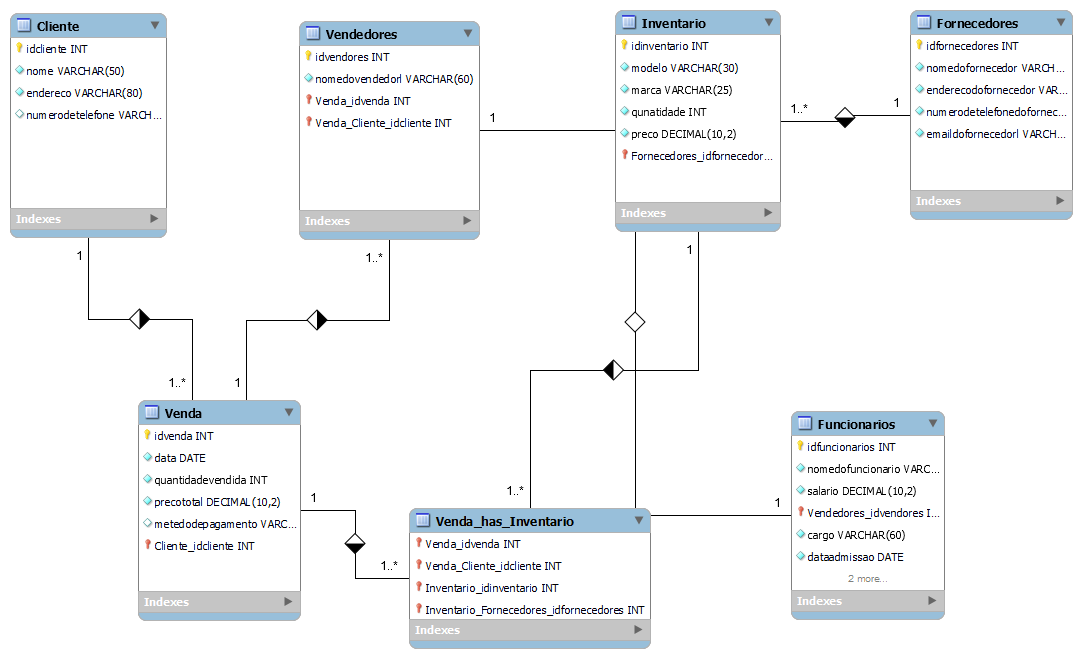 Cliente
idcliente INT
nome VARCHAR(50)
endereco VARCHAR(80)
numerodetelefone VARCH...
Indexes
Vendedores
idvendores INT
nomedovendedorl VARCHAR(60)
Venda_idvenda INT
Venda_Cliente_idcliente INT
Indexes
Inventario
idinventario INT
modelo VARCHAR(30)
marca VARCHAR(25)
qunatidade INT
preco DECIMAL(10,2)
Fornecedores_idfornecedor...
Indexes
Fornecedores
idfornecedores INT
nomedofornecedor VARCH...
enderecodofornecedor VAR...
numerodetelefonedofornec...
emaildofornecedorl VARCH...
Indexes
1
1..*
1
1
1..*
1
1..*
1
1
1..*
1
1..*
1
Venda
idvenda INT
data DATE
quantidadevendida INT
precototal DECIMAL(10,2)
metedodepagamento VARC...
Cliente_idcliente INT
Indexes
Venda_has_Inventario
Venda_idvenda INT
Venda_Cliente_idcliente INT
Inventario_idinventario INT
Inventario_Fornecedores_idfornecedores INT
Indexes
Funcionarios
idfuncionarios INT
nomedofuncionario VARC...
salario DECIMAL(10,2)
Vendedores_idvendores I...
cargo VARCHAR(60)
dataadmissao DATE
2 more...
Indexes